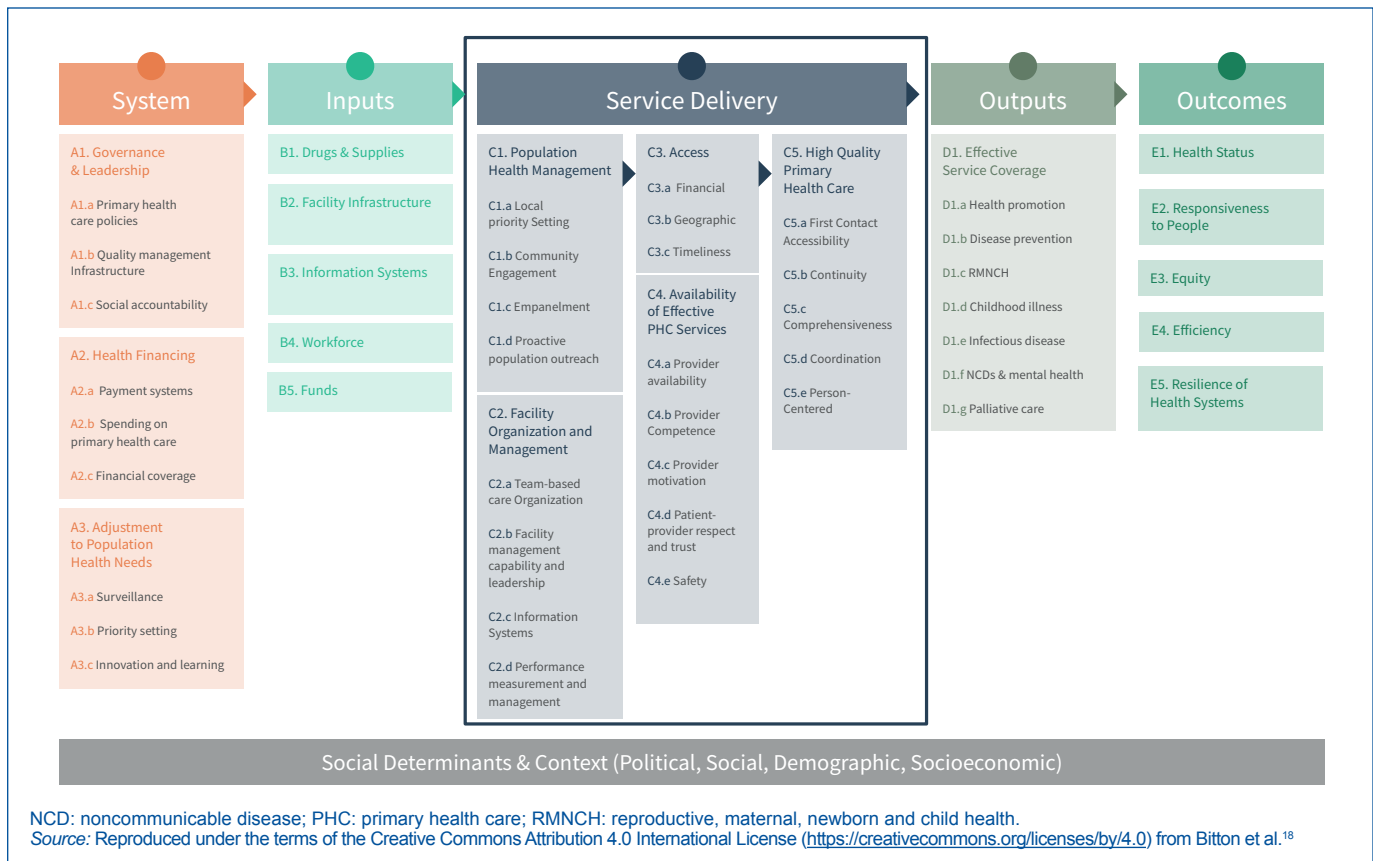 System
Inputs
Service Delivery
Outputs
Outcomes
A1. Governance
& Leadership
A1.a Primary health
care policies
A1.b Quality management
Infrastructure
A1.c Social accountability
A2. Health Financing
A2.a Payment systems
A2.b Spending on
primary health care
A2.c Financial coverage
A3. Adjustment
to Population
Health Needs
A3.a Surveillance
A3.b Priority setting
A3.c Innovation and learning
B1. Drugs & Supplies
B2. Facility Infrastructure
B3. Information Systems
B4. Workforce
B5. Funds
C1. Population
Health Management
C1.a Local
priority Setting
C1.b Community
Engagement
C1.c Empanelment
C1.d Proactive
population outreach
C2. Facility
Organization and
Management
C2.a Team-based
care Organization
C2.b Facility
management
capability and
leadership
C2.c Information
Systems
C2.d Performance
measurement and
management
C3. Access
C3.a Financial
C3.b Geographic
C3.c Timeliness
C4. Availability
of Effective
PHC Services
C4.a Provider
availability
C4.b Provider
Competence
C4.c Provider
motivation
C4.d Patient-
provider respect
and trust
C4.e Safety
C5. High Quality
Primary
Health Care
C5.a First Contact
Accessibility
C5.b Continuity
C5.c
Comprehensiveness
C5.d Coordination
C5.e Person-
Centered
D1. Effective
Service Coverage
D1.a Health promotion
D1.b Disease prevention
D1.c RMNCH
D1.d Childhood illness
D1.e Infectious disease
D1.f NCDs & mental health
D1.g Palliative care
E1. Health Status
E2. Responsiveness
to People
E3. Equity
E4. Efficiency
E5. Resilience of
Health Systems
Social Determinants & Context (Political, Social, Demographic, Socioeconomic)
NCD: noncommunicable disease; PHC: primary health care; RMNCH: reproductive, maternal, newborn and child health.
Source: Reproduced under the terms of the Creative Commons Attribution 4.0 International License (https://creativecommons.org/licenses/by/4.0) from Bitton et al.18